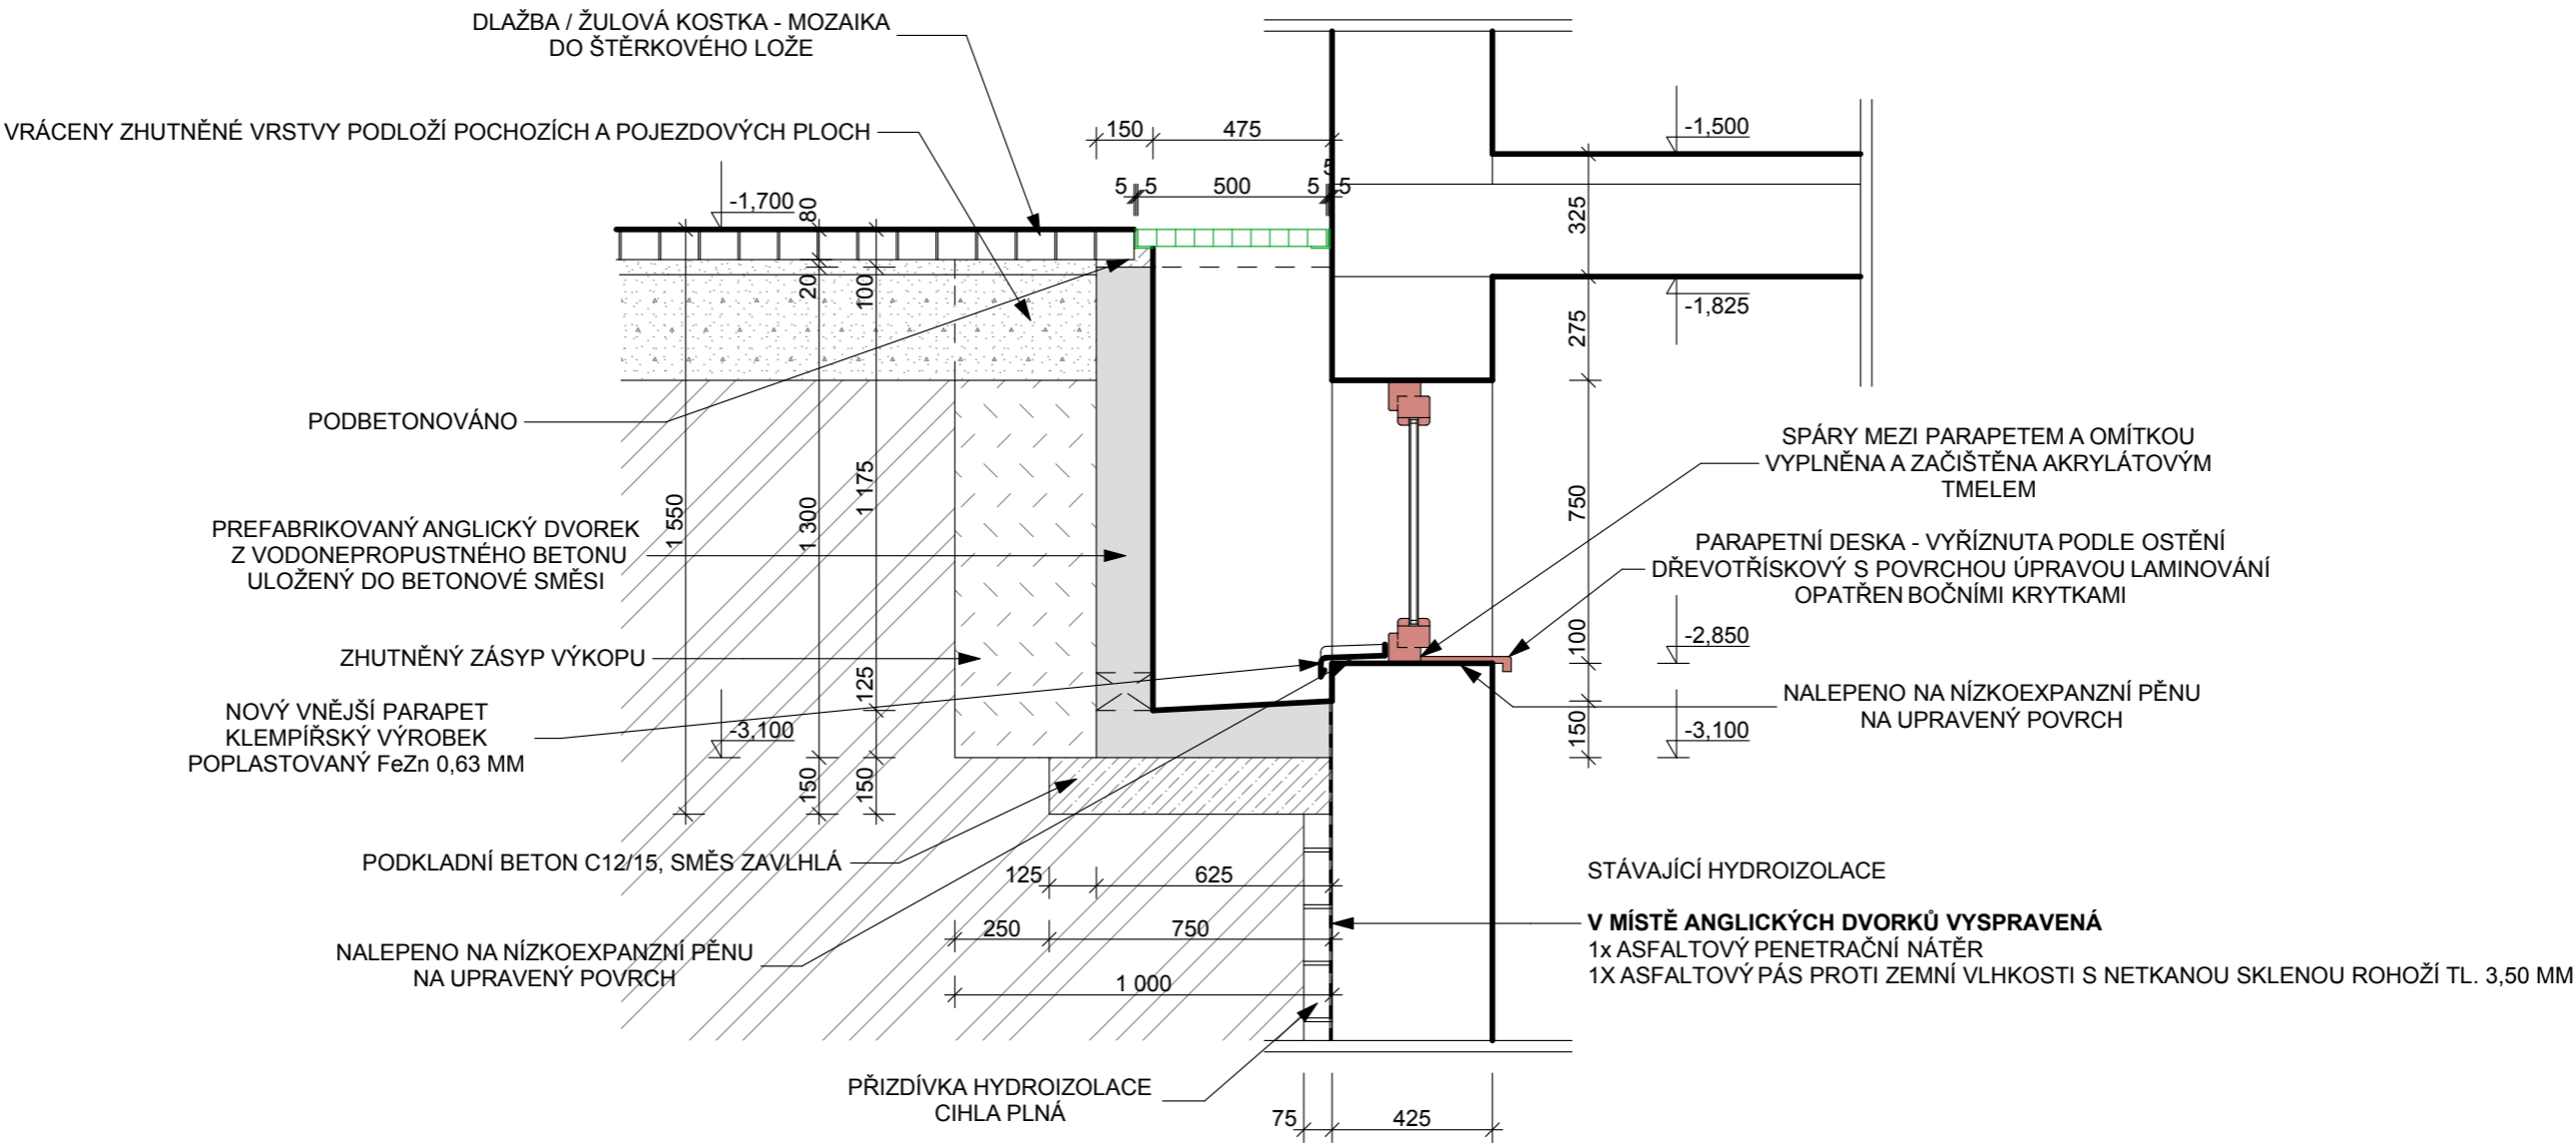 DLAŽBA / ŽULOVÁ KOSTKA - MOZAIKA
DO ŠTĚRKOVÉHO LOŽE
VRÁCENY ZHUTNĚNÉ VRSTVY PODLOŽÍ POCHOZÍCH A POJEZDOVÝCH PLOCH
150
475
5
5
5
500
5
5
-1,500
-1,700
80
20
100
325
-1,825
275
PODBETONOVÁNO
1 550
1 300
1 175
750
SPÁRY MEZI PARAPETEM A OMÍTKOU
VYPLNĚNA A ZAČIŠTĚNA AKRYLÁTOVÝM
TMELEM
PREFABRIKOVANÝ ANGLICKÝ DVOREK
Z VODONEPROPUSTNÉHO BETONU
ULOŽENÝ DO BETONOVÉ SMĚSI
PARAPETNÍ DESKA - VYŘÍZNUTA PODLE OSTĚNÍ
DŘEVOTŘÍSKOVÝ S POVRCHOU ÚPRAVOU LAMINOVÁNÍ
OPATŘEN BOČNÍMI KRYTKAMI
ZHUTNĚNÝ ZÁSYP VÝKOPU
100
-2,850
125
NOVÝ VNĚJŠÍ PARAPET
KLEMPÍŘSKÝ VÝROBEK
POPLASTOVANÝ FeZn 0,63 MM
NALEPENO NA NÍZKOEXPANZNÍ PĚNU
NA UPRAVENÝ POVRCH
-3,100
150
-3,100
150
150
PODKLADNÍ BETON C12/15, SMĚS ZAVLHLÁ
125
625
STÁVAJÍCÍ HYDROIZOLACE
V MÍSTĚ ANGLICKÝCH DVORKŮ VYSPRAVENÁ
1x ASFALTOVÝ PENETRAČNÍ NÁTĚR
1X ASFALTOVÝ PÁS PROTI ZEMNÍ VLHKOSTI S NETKANOU SKLENOU ROHOŽÍ TL. 3,50 MM
250
750
NALEPENO NA NÍZKOEXPANZNÍ PĚNU
NA UPRAVENÝ POVRCH
1 000
PŘIZDÍVKA HYDROIZOLACE
CIHLA PLNÁ
75
425